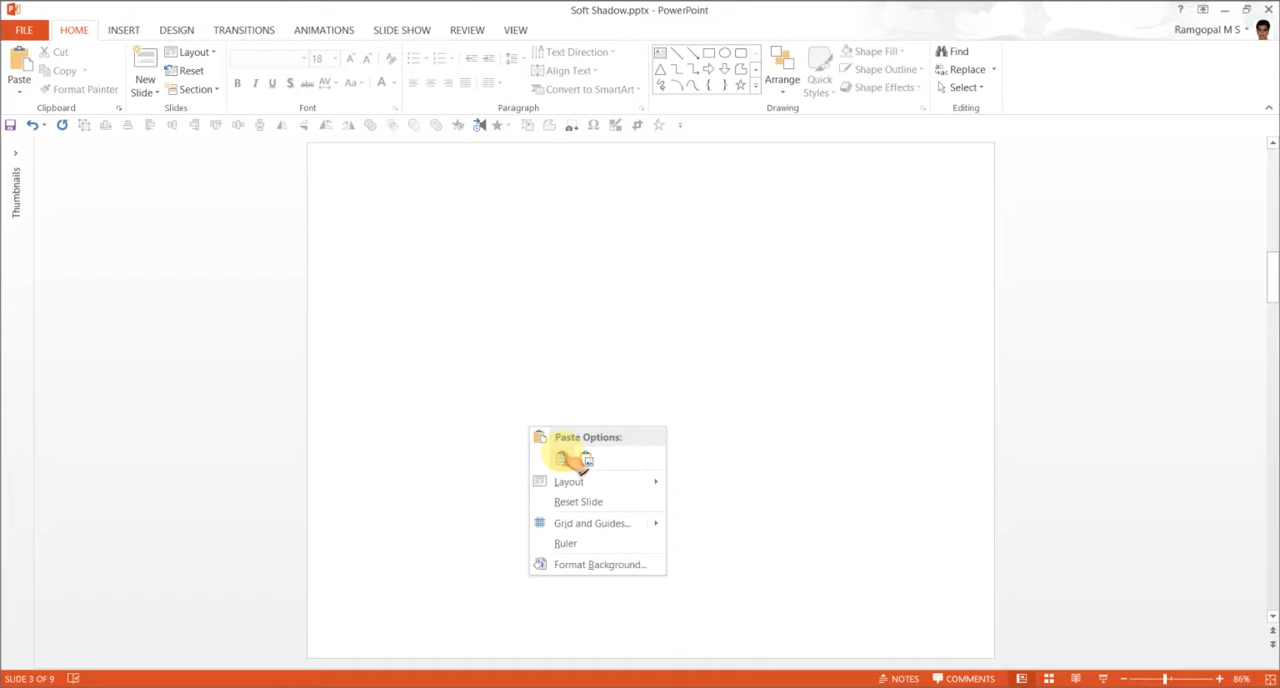 Soft Shadow.pptx - PowerPoint
FILE HOME INSERT DESIGN TRANSITIONS ANIMATIONS SLIDE SHOW REVIEW VIEW Ramgopal M S
Paste
Cut
Copy
Format Painter
Clipboard
New
Slide
Layout
Reset
Section
Slides
18
B I U S abc AV Aa A
Font
Text Direction
Align Text
Convert to SmartArt
Paragraph
Arrange
Quick
Styles
Shape Fill
Shape Outline
Shape Effects
Drawing
Find
Replace
Select
Editing
Thumbnails
Paste Options:
Layout
Reset Slide
Grid and Guides...
Ruler
Format Background...
SLIDE 3 OF 9 NOTES COMMENTS 86%